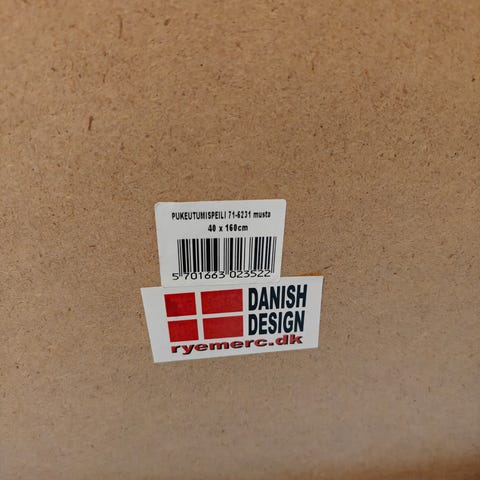 PUKEUTUMISPEILI 71-6231 musta
40 x 160cm
5 701663 023522
DANISH
DESIGN
ryemerc.dk